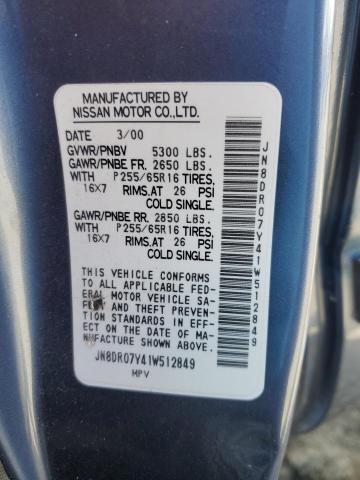 MANUFACTURED BY
NISSAN MOTOR CO.,LTD.
DATE 3/00
GVWR/PNBV 5300 LBS.
GAWR/PNBE FR. 2650 LBS.
WITH P255/65R16 TIRES,
16X7 RIMS,AT 26 PSI
COLD SINGLE.
GAWR/PNBE RR. 2850 LBS.
WITH P255/65R16 TIRES,
16X7 RIMS,AT 26 PSI
COLD SINGLE.
THIS VEHICLE CONFORMS
TO ALL APPLICABLE FED-
ERAL MOTOR VEHICLE SA-
FETY AND THEFT PREVENT-
ION STANDARDS IN EFF-
ECT ON THE DATE OF MA-
NUFACTURE SHOWN ABOVE.
JN8DR07Y41W512849
MPV
JN8DR07Y41W512849